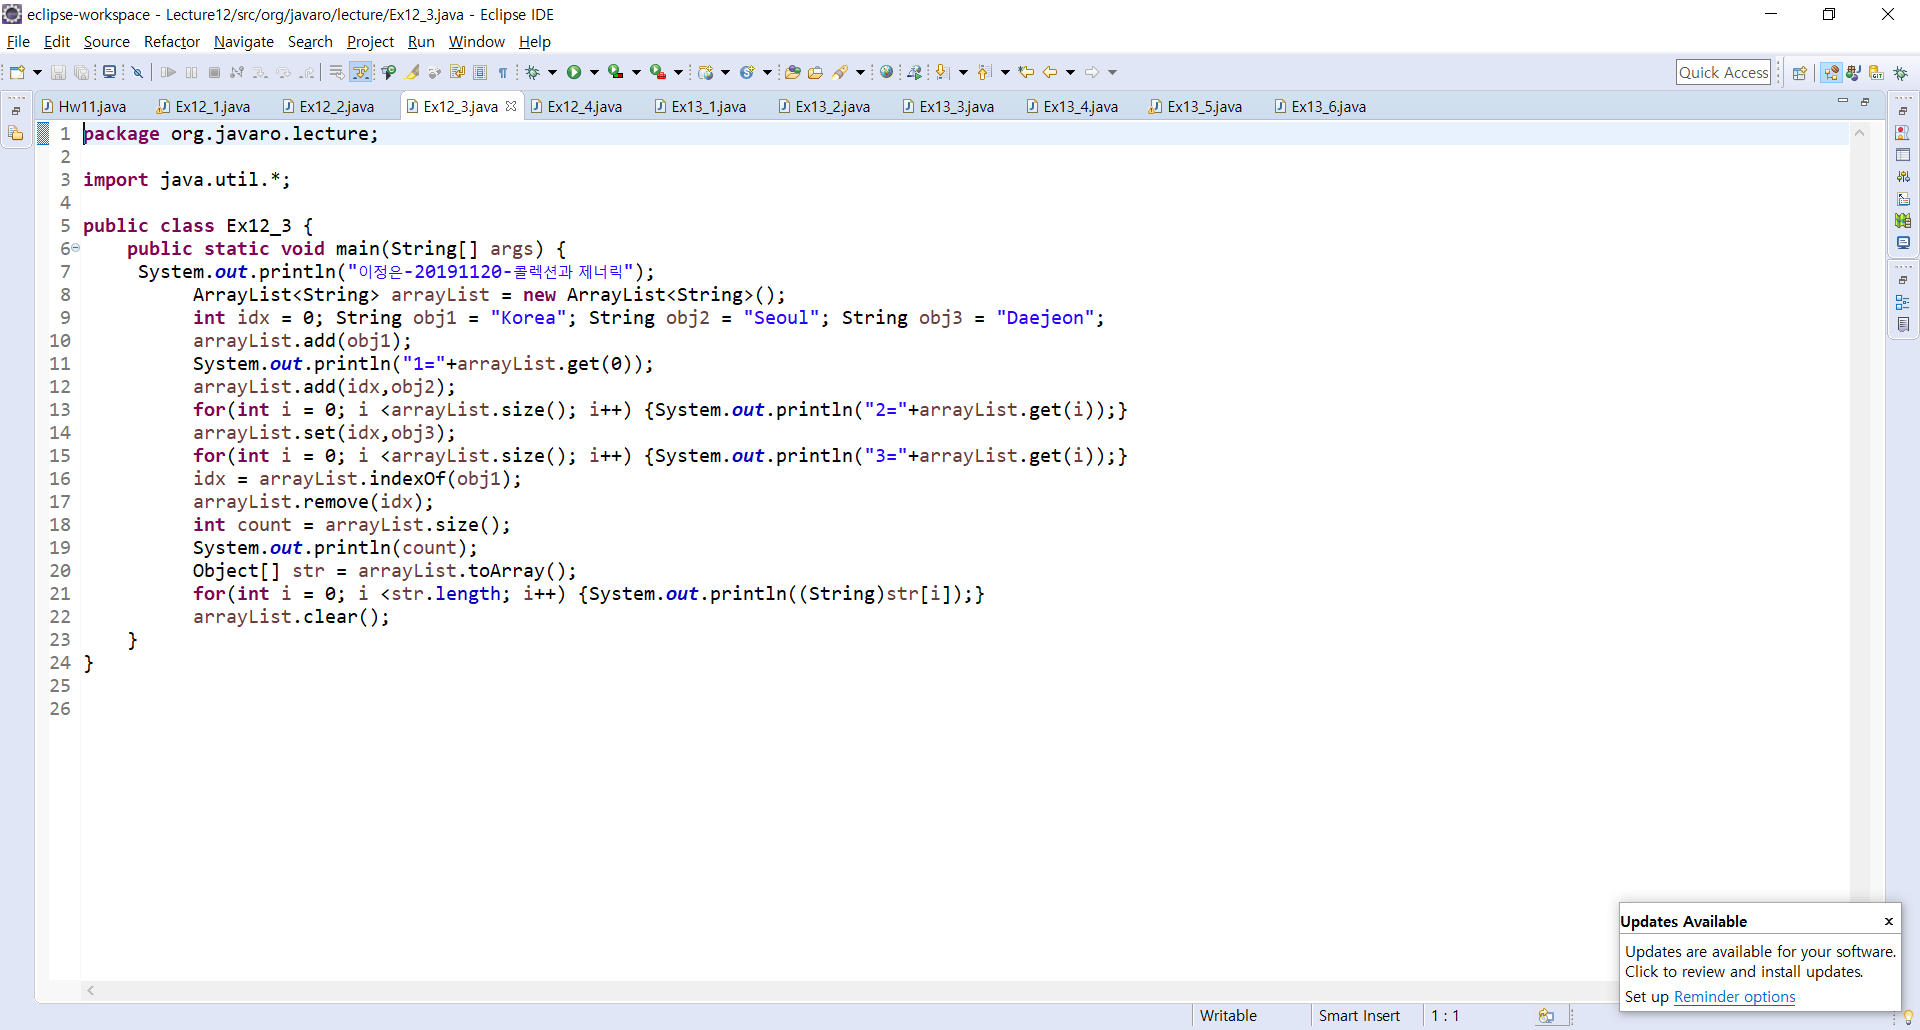 eclipse-workspace - Lecture12/src/org/javaro/lecture/Ex12_3.java - Eclipse IDE
File Edit Source Refactor Navigate Search Project Run Window Help
Quick Access
Hw11.java Ex12_1.java Ex12_2.java Ex12_3.java Ex12_4.java Ex13_1.java Ex13_2.java Ex13_3.java Ex13_4.java Ex13_5.java Ex13_6.java
1 package org.javaro.lecture;
2
3 import java.util.*;
4
5 public class Ex12_3 {
6 public static void main(String[] args) {
7 System.out.println("이정은-20191120-콜렉션과 제너릭");
8 ArrayList<String> arrayList = new ArrayList<String>();
9 int idx = 0; String obj1 = "Korea"; String obj2 = "Seoul"; String obj3 = "Daejeon";
10 arrayList.add(obj1);
11 System.out.println("1="+arrayList.get(0));
12 arrayList.add(idx,obj2);
13 for(int i = 0; i <arrayList.size(); i++) {System.out.println("2="+arrayList.get(i));}
14 arrayList.set(idx,obj3);
15 for(int i = 0; i <arrayList.size(); i++) {System.out.println("3="+arrayList.get(i));}
16 idx = arrayList.indexOf(obj1);
17 arrayList.remove(idx);
18 int count = arrayList.size();
19 System.out.println(count);
20 Object[] str = arrayList.toArray();
21 for(int i = 0; i <str.length; i++) {System.out.println((String)str[i]);}
22 arrayList.clear();
23 }
24 }
25
26
Updates Available x
Updates are available for your software.
Click to review and install updates.
Set up Reminder options
Writable Smart Insert 1 : 1